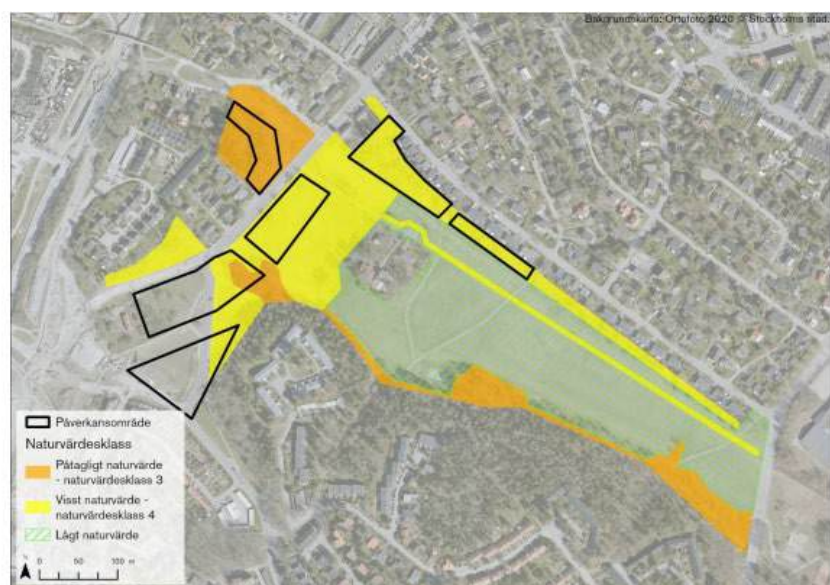 Bakgrundskarta: Ortofoto 2020 © Stockholms stad.
Påverkansområde
Naturvärdesklass
Påtagligt naturvärde
- naturvärdesklass 3
Visst naturvärde -
naturvärdesklass 4
Lågt naturvärde
N
0 50 100 m